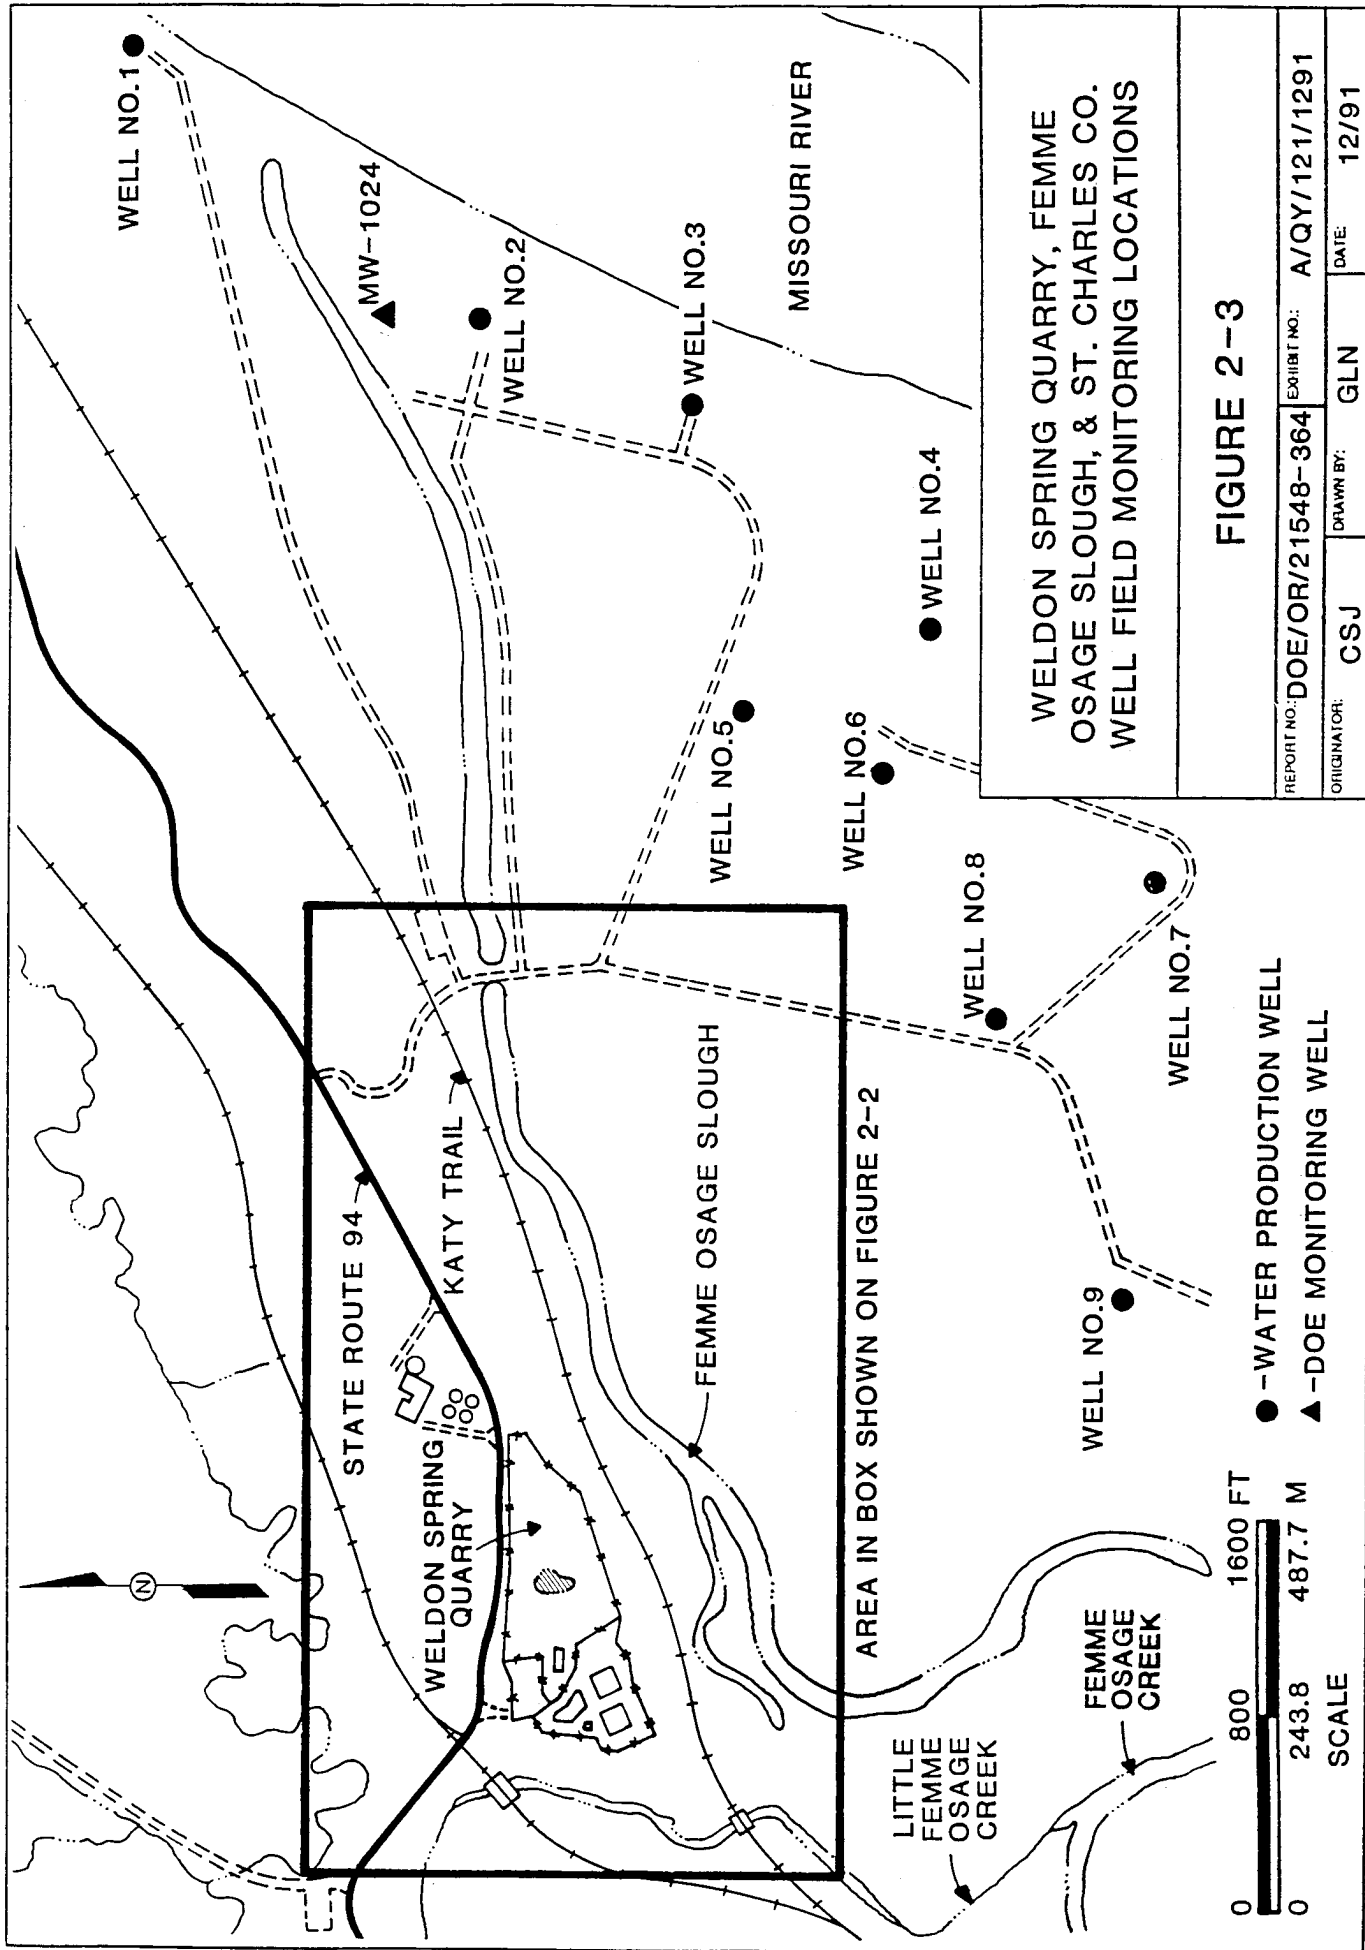 WELL NO.1
MW-1024
WELL NO.2
WELL NO.3
MISSOURI RIVER
WELL NO.4
WELL NO.5
WELL NO.6
WELL NO.8
WELL NO.7
WELL NO.9
STATE ROUTE 94
KATY TRAIL
WELDON SPRING
QUARRY
FEMME OSAGE SLOUGH
AREA IN BOX SHOWN ON FIGURE 2-2
N
LITTLE
FEMME
OSAGE
CREEK
FEMME
OSAGE
CREEK
0 800 1600 FT
0 243.8 487.7 M
SCALE
-WATER PRODUCTION WELL
-DOE MONITORING WELL
WELDON SPRING QUARRY, FEMME
OSAGE SLOUGH, & ST. CHARLES CO.
WELL FIELD MONITORING LOCATIONS
FIGURE 2-3
REPORT NO.: DOE/OR/21548-364 EXHIBIT NO.: A/QY/121/1291
ORIGINATOR: CSJ DRAWN BY: GLN DATE: 12/91